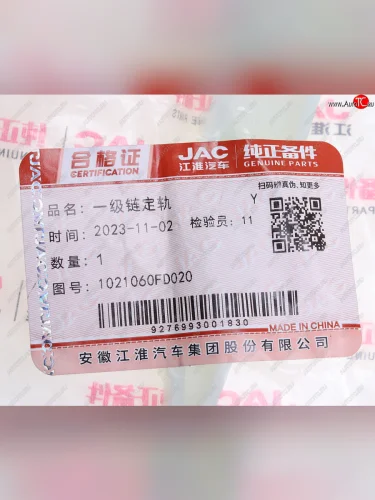 合格证
CERTIFICATION
JAC
江淮汽车
纯正备件
GENUINE PARTS
扫码辨真伪,知更多
品名: 一级链定轨
Y
时间: 2023-11-02 检验员: 11
数量: 1
图号: 1021060FD020
9276993001830
MADE IN CHINA
安徽江淮汽车集团股份有限公司